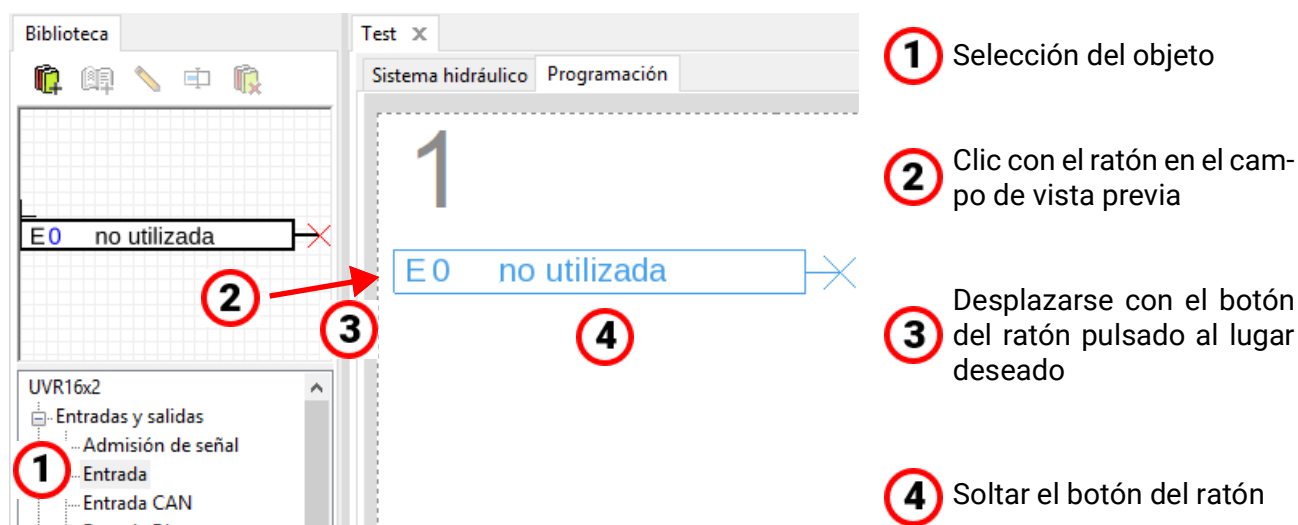 Biblioteca
Test X
Sistema hidráulico Programación
1
E 0 no utilizada
E 0 no utilizada
2
3
4
UVR16x2
Entradas y salidas
Admisión de señal
1
Entrada
Entrada CAN
1 Selección del objeto
2 Clic con el ratón en el cam-
po de vista previa
3 Desplazarse con el botón
del ratón pulsado al lugar
deseado
4 Soltar el botón del ratón